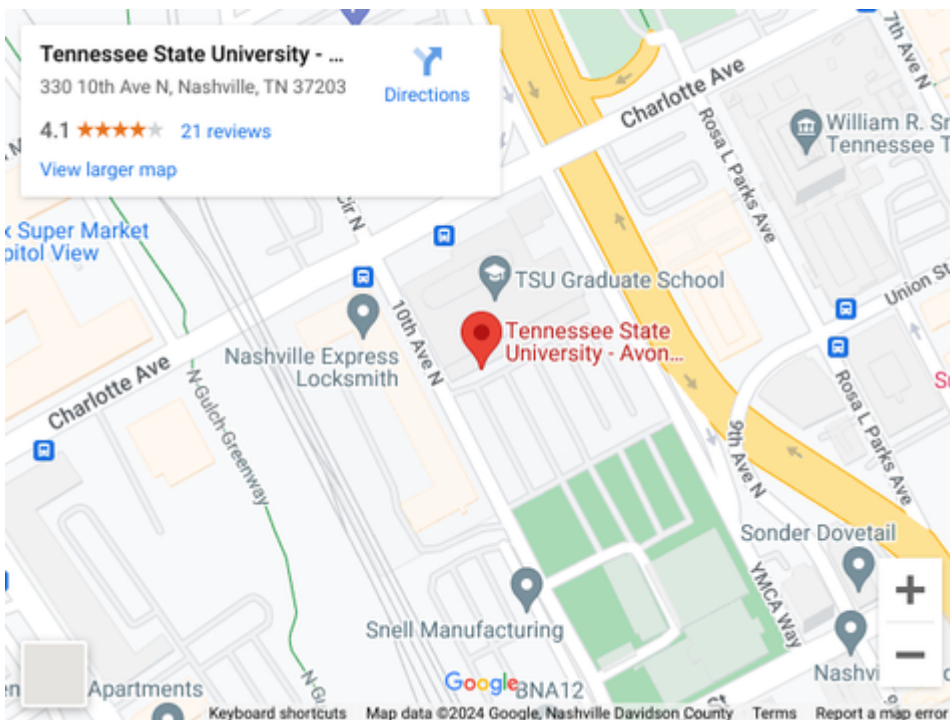 Tennessee State University - ...
330 10th Ave N, Nashville, TN 37203
4.1
21 reviews
View larger map
Directions
Charlotte Ave
7th Ave N
Rosa L Parks Ave
William R. Sn
Tennessee T
Cir N
x Super Market
pitol View
TSU Graduate School
Union St
10th Ave N
Tennessee State
University - Avon...
Nashville Express
Locksmith
Charlotte Ave
N-Gulch-Greenway
Rosa L Parks Ave
9th Ave N
Sonder Dovetail
YMCA Way
Snell Manufacturing
Nashvi
Apartments
Google
BNA12
Keyboard shortcuts
Map data ©2024 Google, Nashville Davidson County
Terms
Report a map error